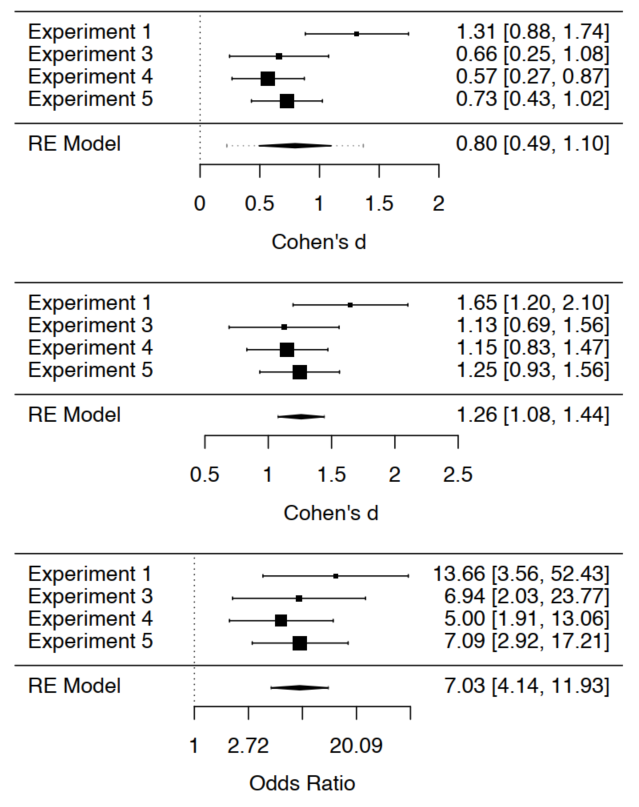 Experiment 1 1.31 [0.88, 1.74]
Experiment 3 0.66 [0.25, 1.08]
Experiment 4 0.57 [0.27, 0.87]
Experiment 5 0.73 [0.43, 1.02]
RE Model 0.80 [0.49, 1.10]
0 0.5 1 1.5 2
Cohen's d
Experiment 1 1.65 [1.20, 2.10]
Experiment 3 1.13 [0.69, 1.56]
Experiment 4 1.15 [0.83, 1.47]
Experiment 5 1.25 [0.93, 1.56]
RE Model 1.26 [1.08, 1.44]
0.5 1 1.5 2 2.5
Cohen's d
Experiment 1 13.66 [3.56, 52.43]
Experiment 3 6.94 [2.03, 23.77]
Experiment 4 5.00 [1.91, 13.06]
Experiment 5 7.09 [2.92, 17.21]
RE Model 7.03 [4.14, 11.93]
1 2.72 20.09
Odds Ratio